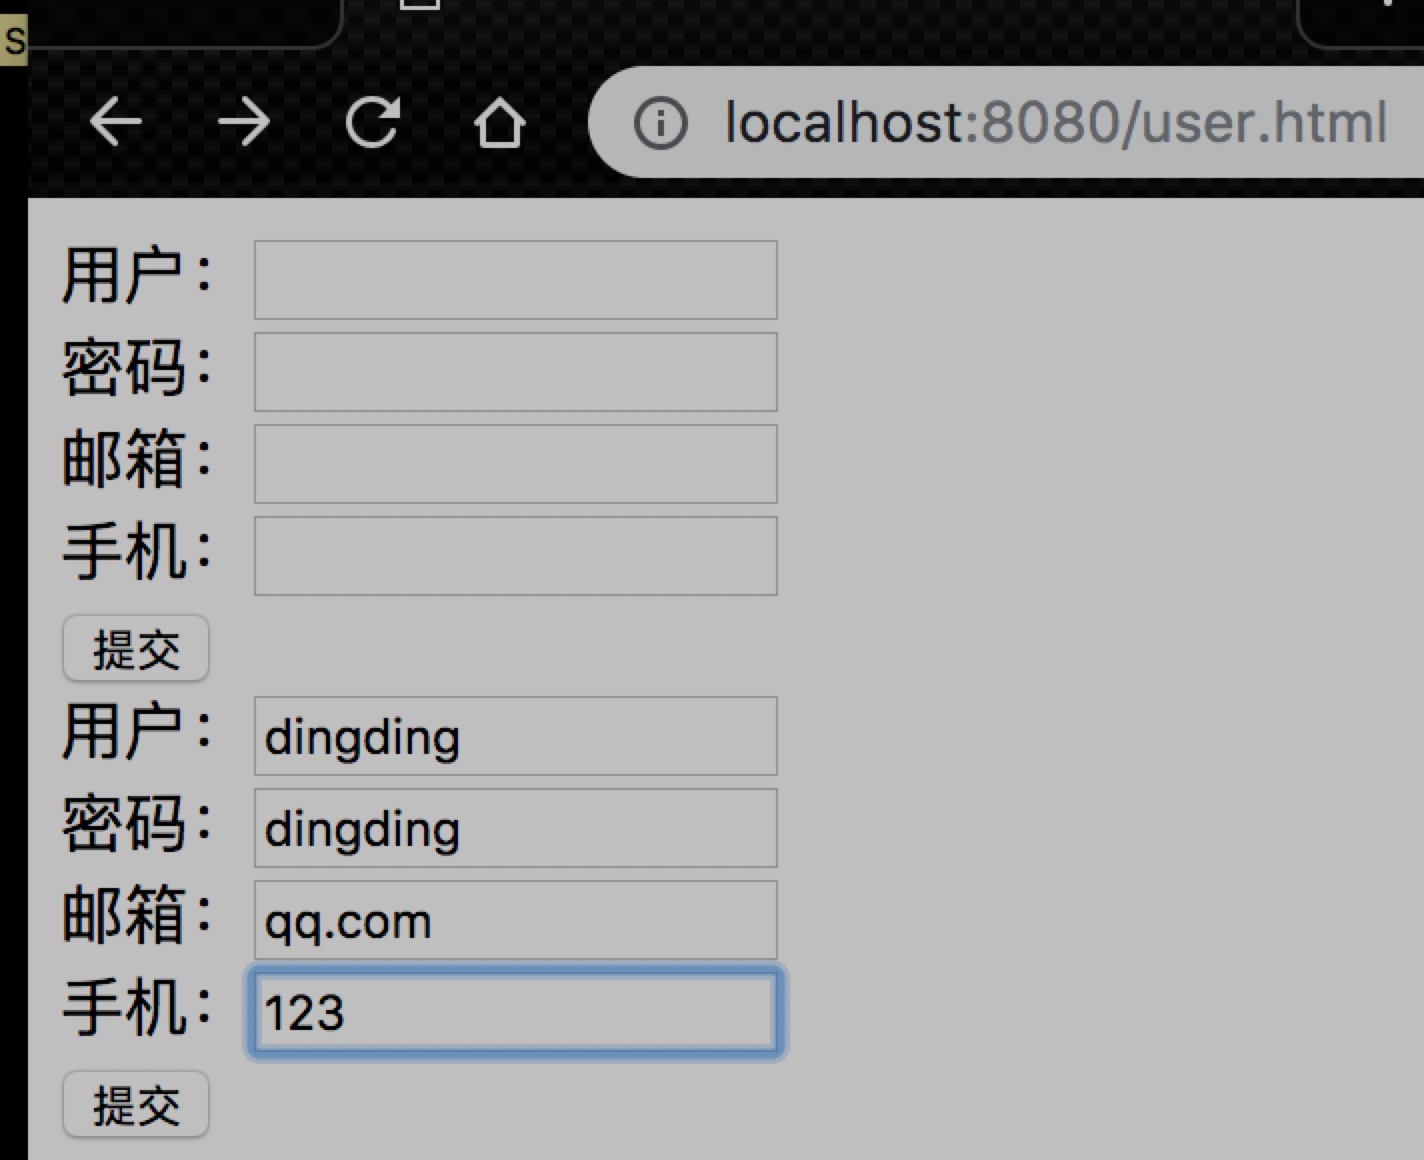 S
localhost:8080/user.html
用户：
密码：
邮箱：
手机：
提交
用户： dingding
密码： dingding
邮箱： qq.com
手机： 123
提交